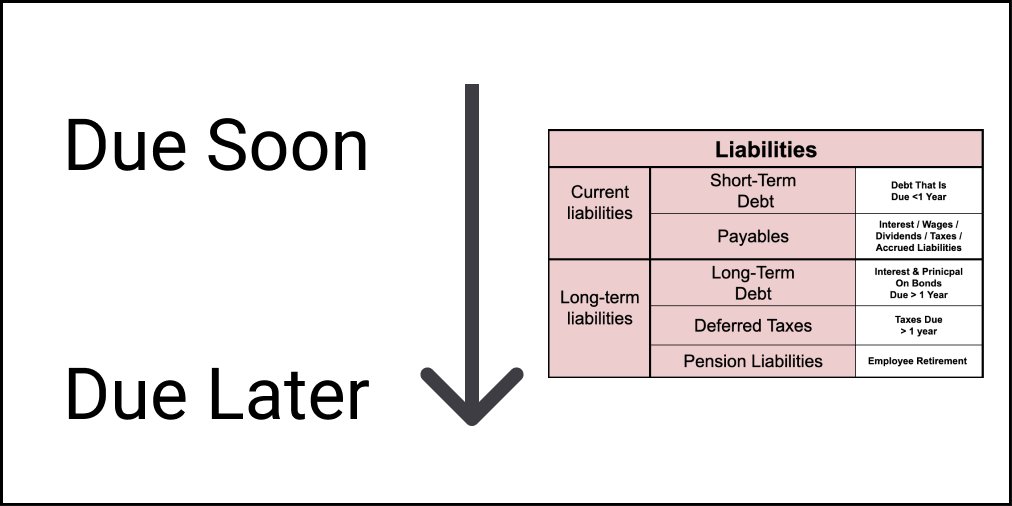 Due Soon
Due Later
Liabilities
Current
liabilities
Short-Term
Debt
Debt That Is
Due <1 Year
Payables
Interest / Wages /
Dividends / Taxes /
Accrued Liabilities
Long-term
liabilities
Long-Term
Debt
Interest & Prinicpal
On Bonds
Due > 1 Year
Deferred Taxes
Taxes Due
> 1 year
Pension Liabilities
Employee Retirement